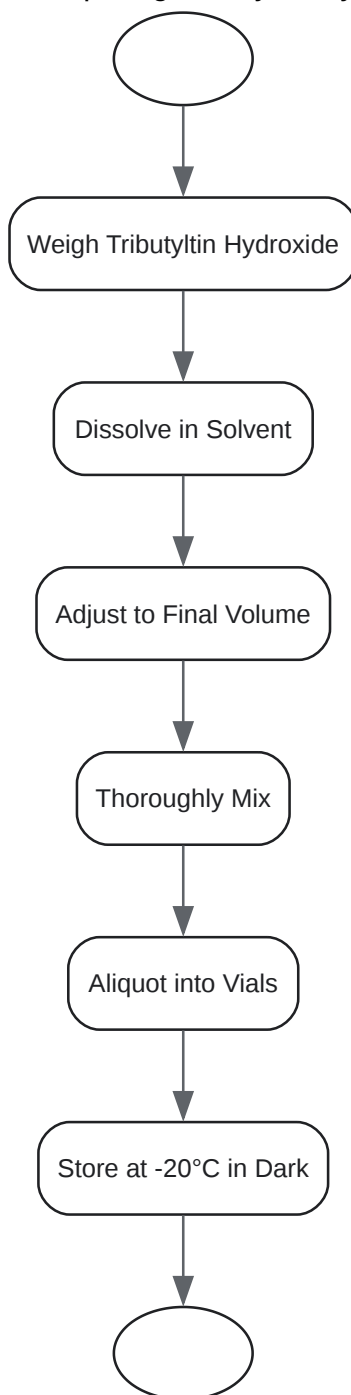 Weigh Tributyltin Hydroxide
Dissolve in Solvent
Adjust to Final Volume
Thoroughly Mix
Aliquot into Vials
Store at -20°C in Dark